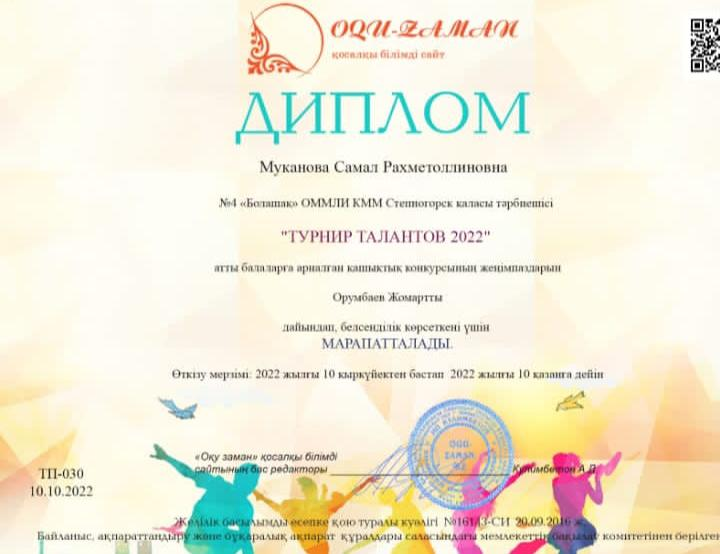 OQU-ZAMAN
қосалқы білімді сайт
ДИПЛОМ
Муканова Самал Рахметоллиновна
№4 «Болашақ» ОММЛИ КММ Степногорск қаласы тәрбиешісі
"ТУРНИР ТАЛАНТОВ 2022"
атты балаларға арналған қашықтық конкурсының жеңімпаздарын
Орумбаев Жомартты
дайындап, белсенділік көрсеткені үшін
МАРАПАТТАЛАДЫ.
Өткізу мерзімі: 2022 жылғы 10 қыркүйектен бастап 2022 жылғы 10 қазанға дейін
«Оқу заман» қосалқы білімді
сайтының бас редакторы
Кулимбетов А.Д.
OQU-
ZAMAN
KZ
ТП-030
10.10.2022
Желілік басылымды есепке қою туралы куәлігі №16113-СИ 20.09.2016 ж.
Байланыс, ақпараттандыру және бұқаралық ақпарат құралдары саласындағы мемлекеттік бақылау комитетінен берілген